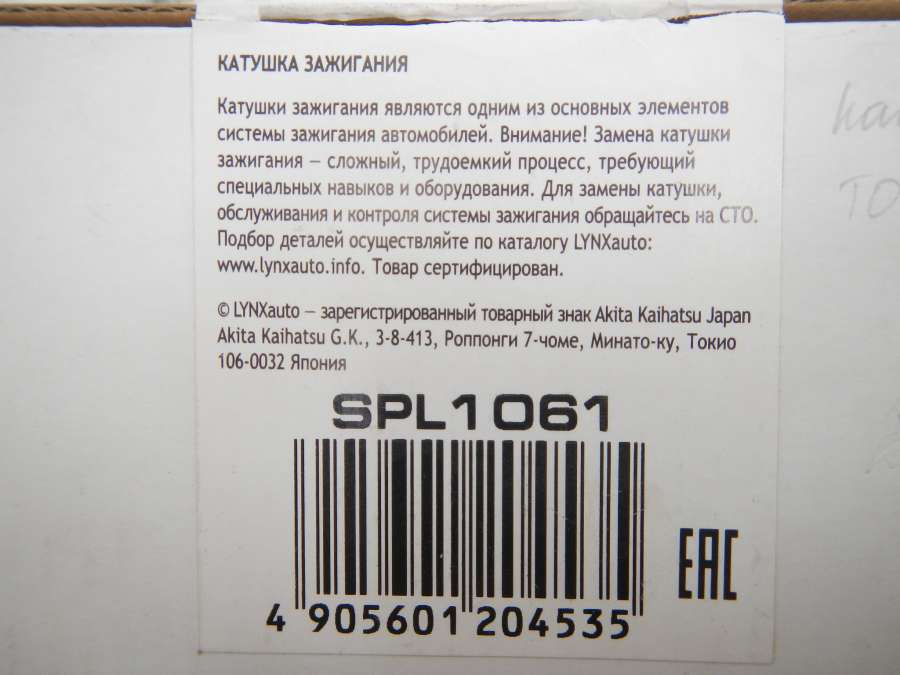 КАТУШКА ЗАЖИГАНИЯ
Катушки зажигания являются одним из основных элементов
системы зажигания автомобилей. Внимание! Замена катушки
зажигания – сложный, трудоемкий процесс, требующий
специальных навыков и оборудования. Для замены катушки,
обслуживания и контроля системы зажигания обращайтесь на СТО.
Подбор деталей осуществляйте по каталогу LYNXauto:
www.lynxauto.info. Товар сертифицирован.
© LYNXauto – зарегистрированный товарный знак Akita Kaihatsu Japan
Akita Kaihatsu G.K., 3-8-413, Роппонги 7-чоме, Минато-ку, Токио
106-0032 Япония
SPL1061
EAC
4 905601 204535